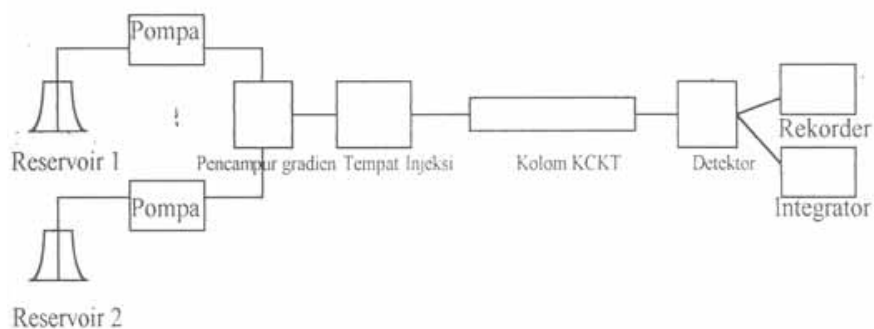 Pompa
Reservoir 1
Pencampur gradien
Tempat Injeksi
Kolom KCKT
Detektor
Rekorder
Integrator
Pompa
Reservoir 2